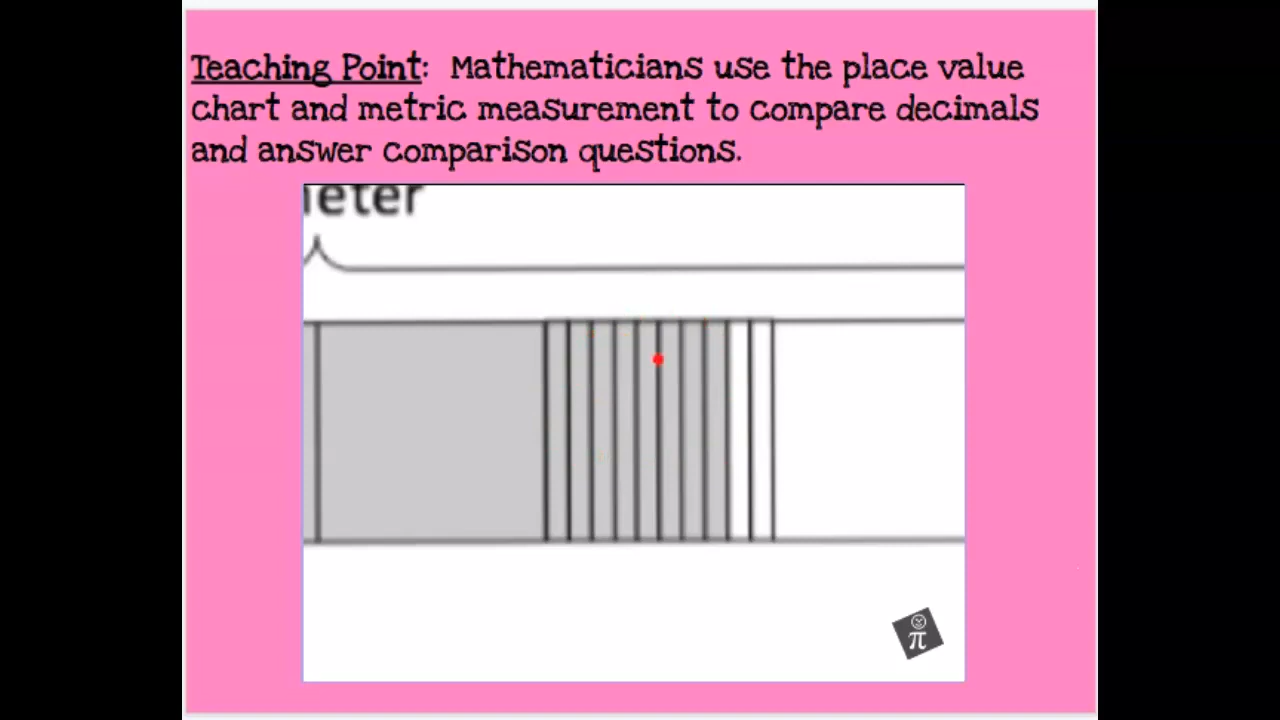 Teaching Point: Mathematicians use the place value
chart and metric measurement to compare decimals
and answer comparison questions.
eter
π